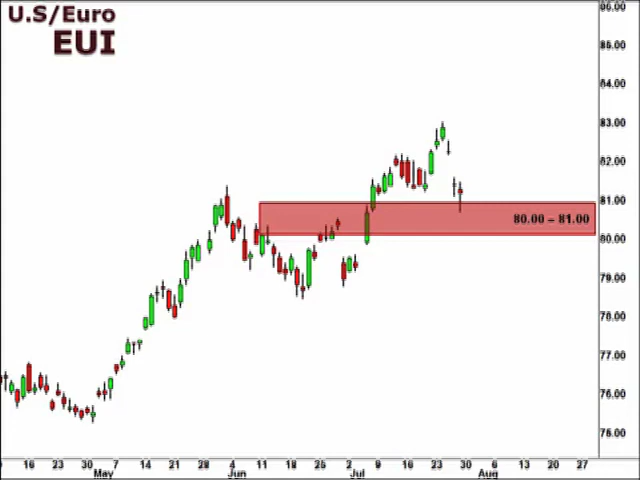 U.S/Euro
EUI
86.00
85.00
84.00
83.00
82.00
81.00
80.00 – 81.00
80.00
79.00
78.00
77.00
76.00
75.00
16 23 30 7 14 21 28 4 11 18 25 2 9 16 23 30 6 13 20 27
May Jun Jul Aug